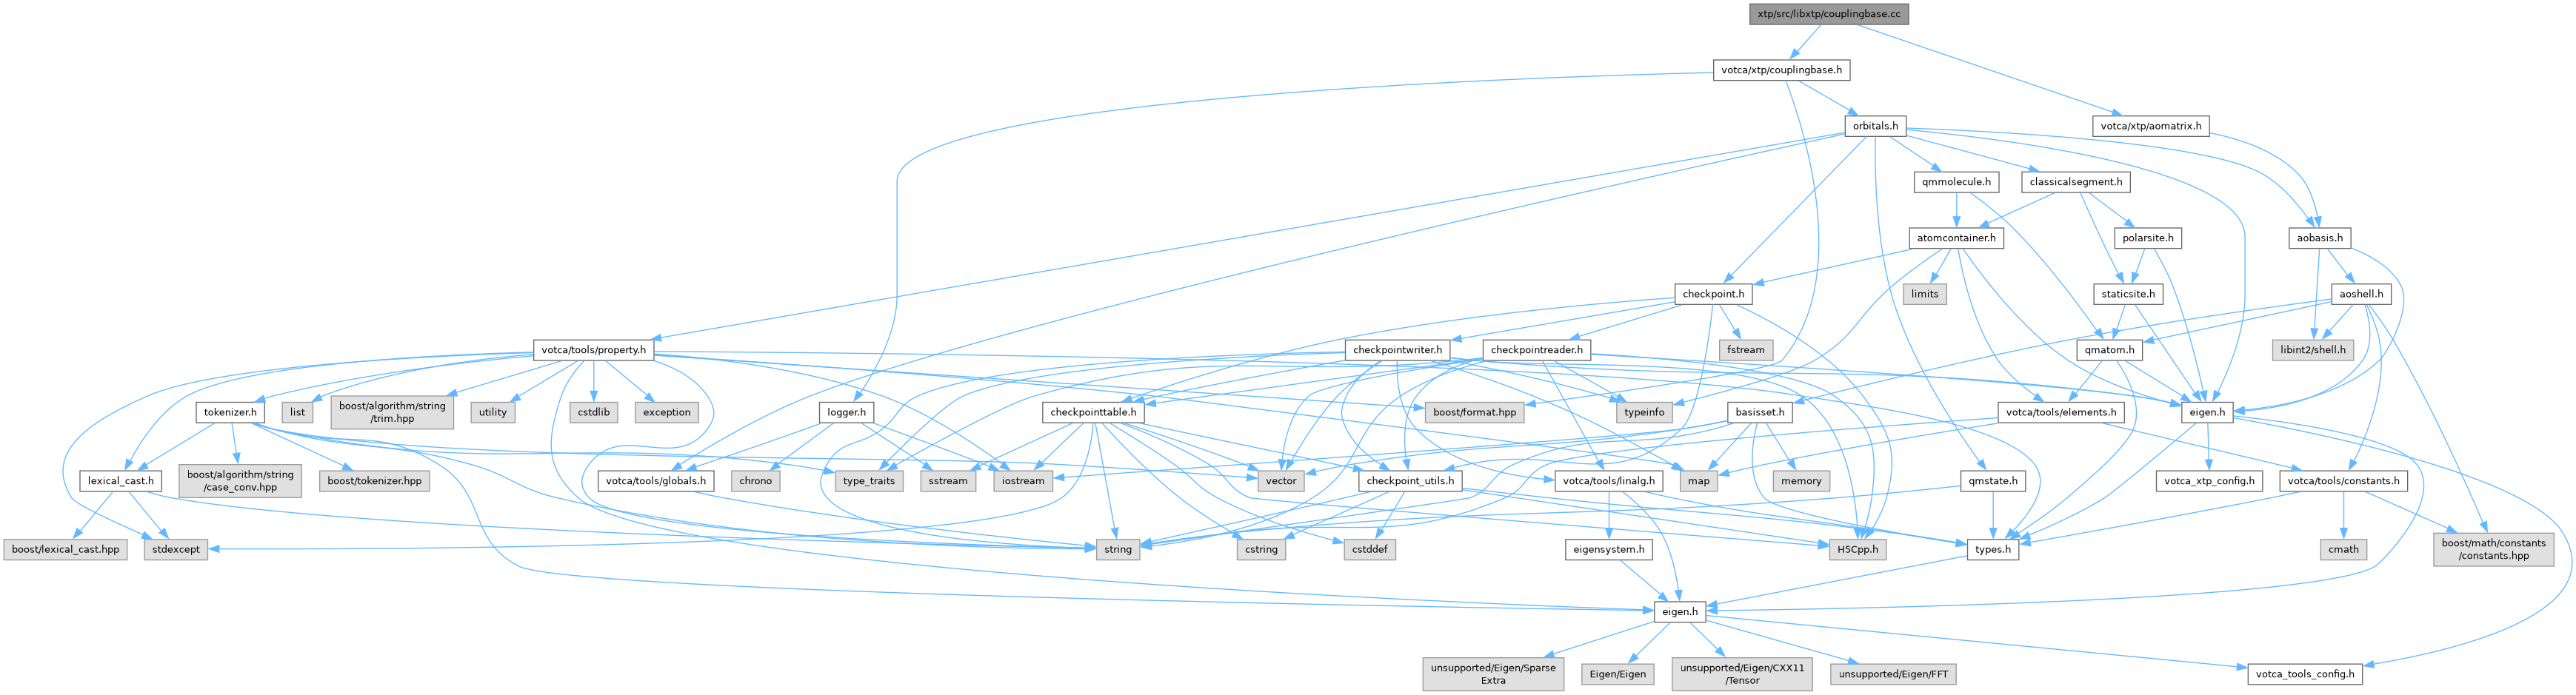 xtp/src/libxtp/couplingbase.cc
votca/xtp/couplingbase.h
orbitals.h
votca/xtp/aomatrix.h
qmmolecule.h
classicalsegment.h
atomcontainer.h
polarsite.h
aobasis.h
checkpoint.h
limits
staticsite.h
aoshell.h
votca/tools/property.h
checkpointwriter.h
checkpointreader.h
fstream
qmatom.h
libint2/shell.h
tokenizer.h
list
boost/algorithm/string
/trim.hpp
utility
cstdlib
exception
boost/format.hpp
logger.h
checkpointtable.h
typeinfo
basisset.h
votca/tools/elements.h
eigen.h
lexical_cast.h
boost/algorithm/string
/case_conv.hpp
boost/tokenizer.hpp
votca/tools/globals.h
chrono
type_traits
sstream
iostream
vector
checkpoint_utils.h
votca/tools/linalg.h
map
memory
qmstate.h
votca_xtp_config.h
votca/tools/constants.h
boost/lexical_cast.hpp
stdexcept
string
cstring
cstddef
eigensystem.h
H5Cpp.h
types.h
cmath
boost/math/constants
/constants.hpp
eigen.h
unsupported/Eigen/Sparse
Extra
Eigen/Eigen
unsupported/Eigen/CXX11
/Tensor
unsupported/Eigen/FFT
votca_tools_config.h